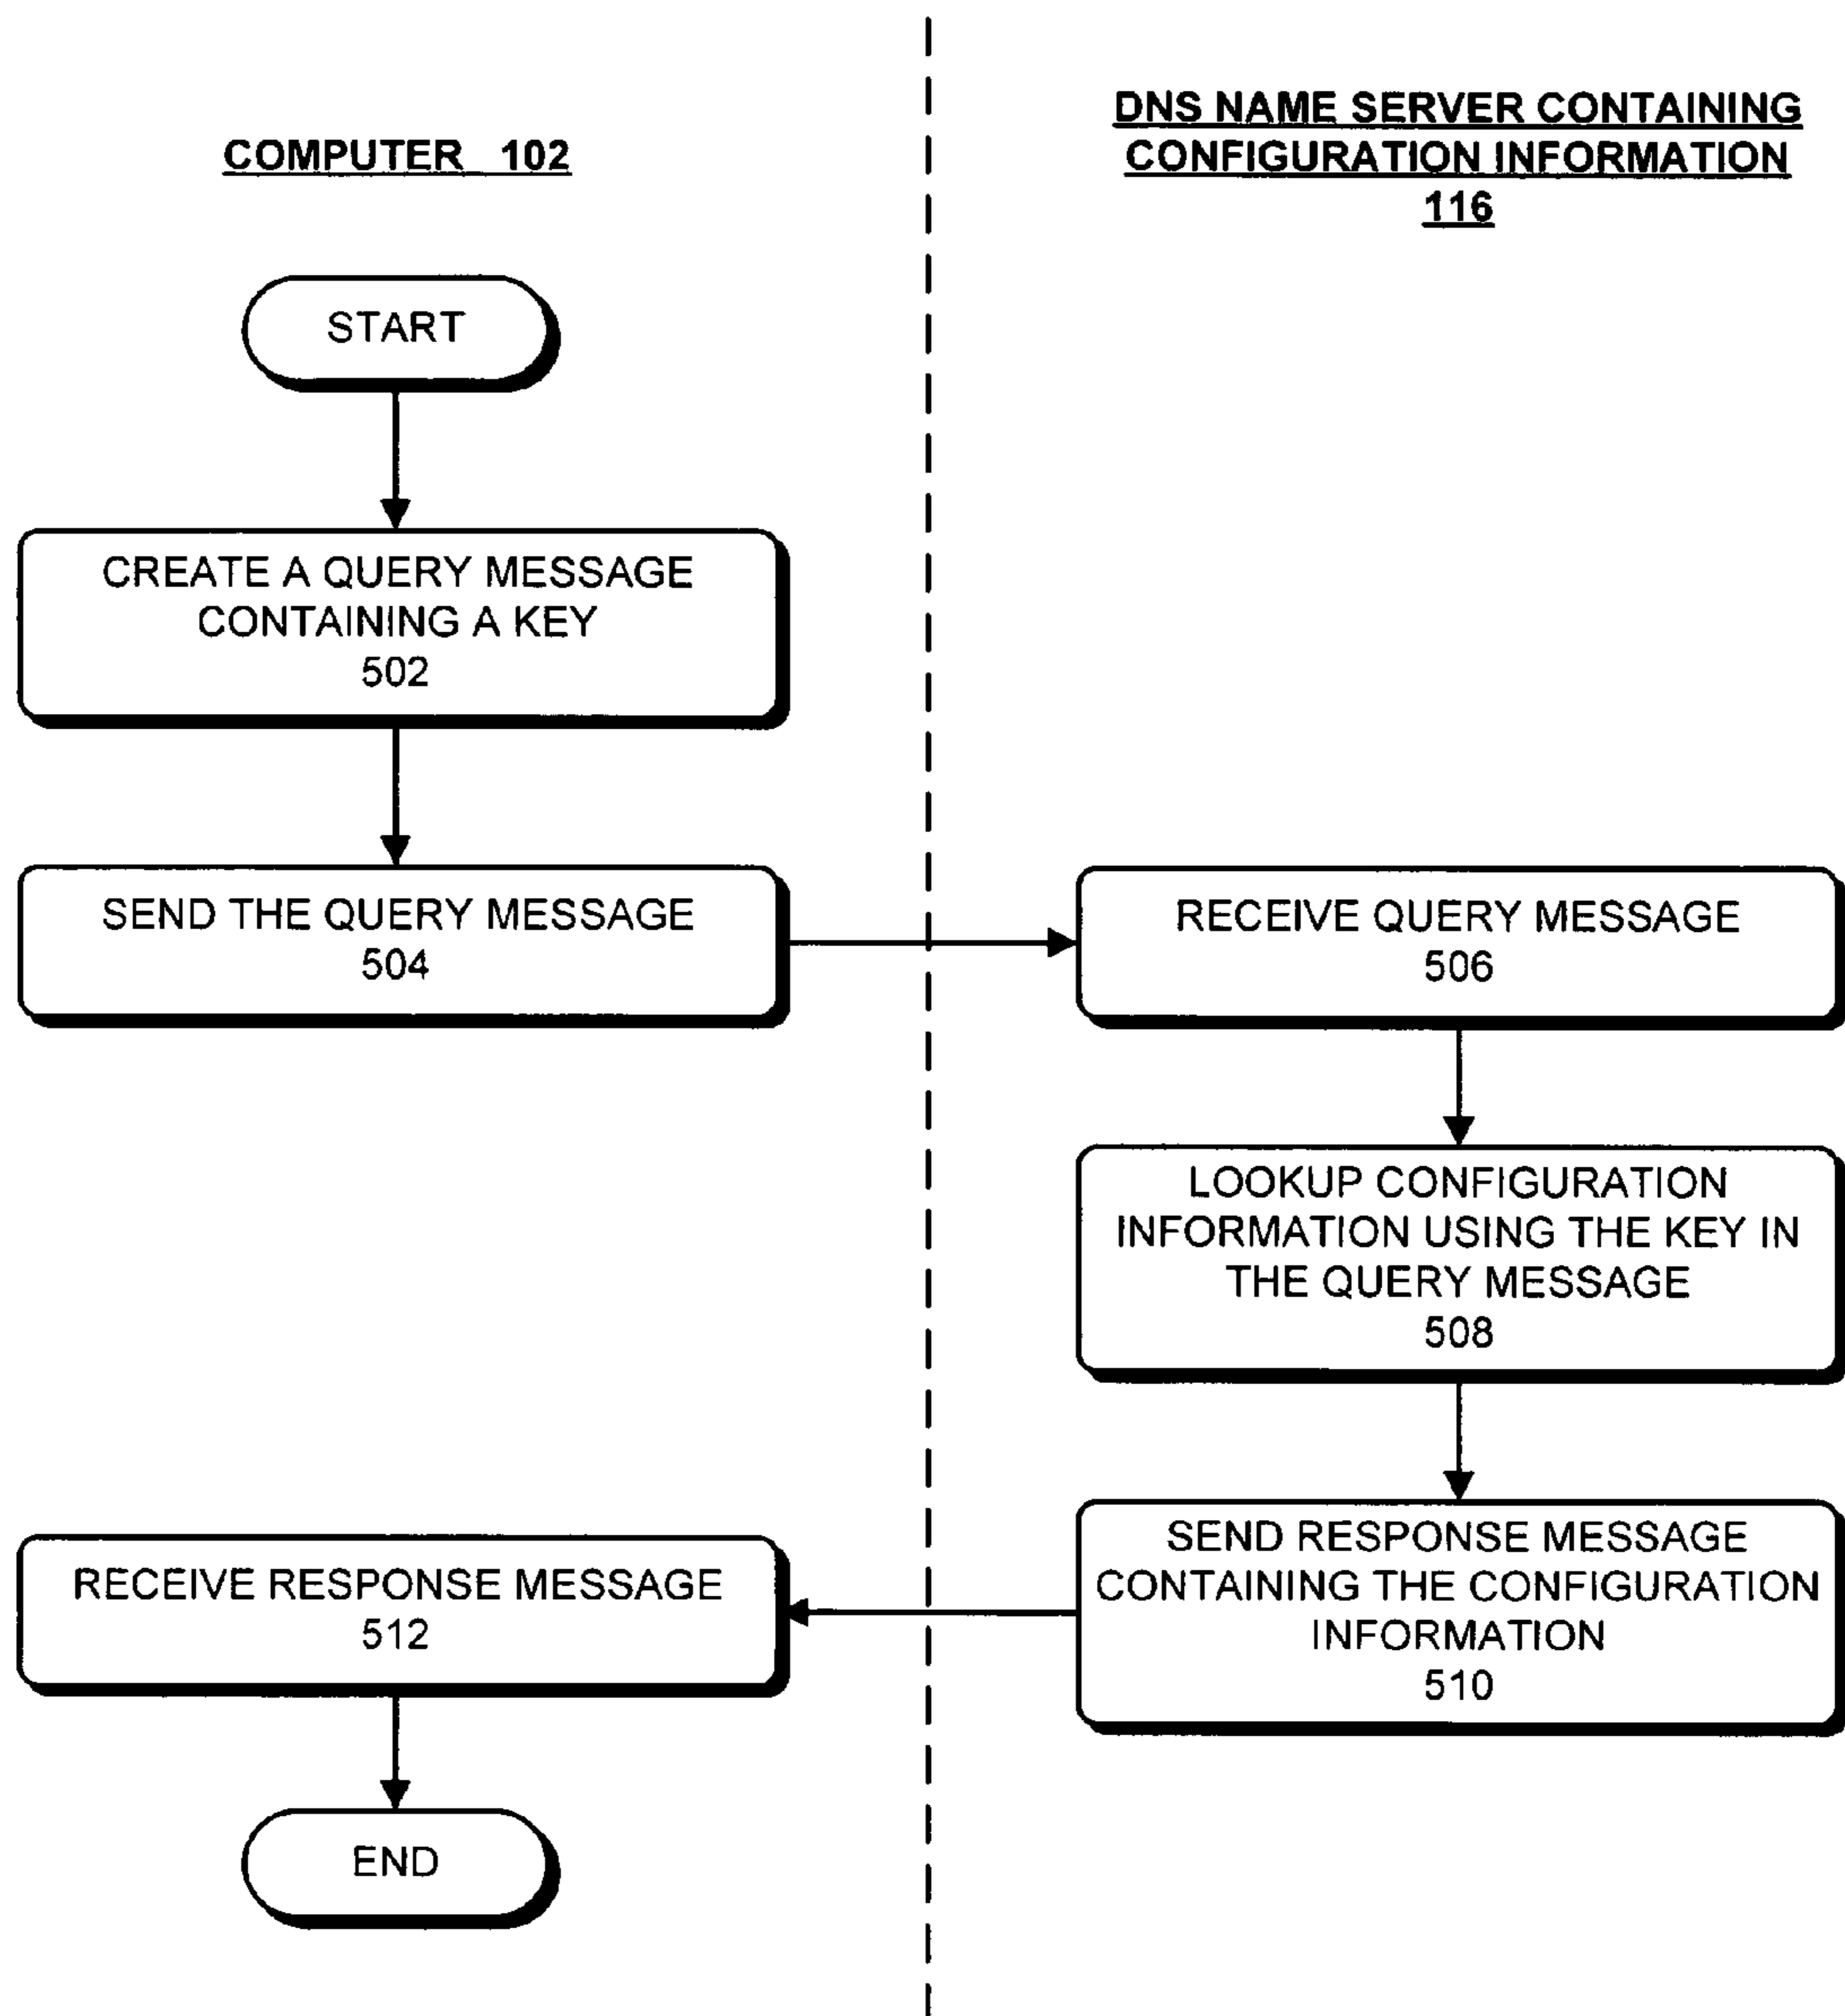 COMPUTER 102
DNS NAME SERVER CONTAINING
CONFIGURATION INFORMATION
116
START
CREATE A QUERY MESSAGE
CONTAINING A KEY
502
SEND THE QUERY MESSAGE
504
RECEIVE QUERY MESSAGE
506
LOOKUP CONFIGURATION
INFORMATION USING THE KEY IN
THE QUERY MESSAGE
508
SEND RESPONSE MESSAGE
CONTAINING THE CONFIGURATION
INFORMATION
510
RECEIVE RESPONSE MESSAGE
512
END